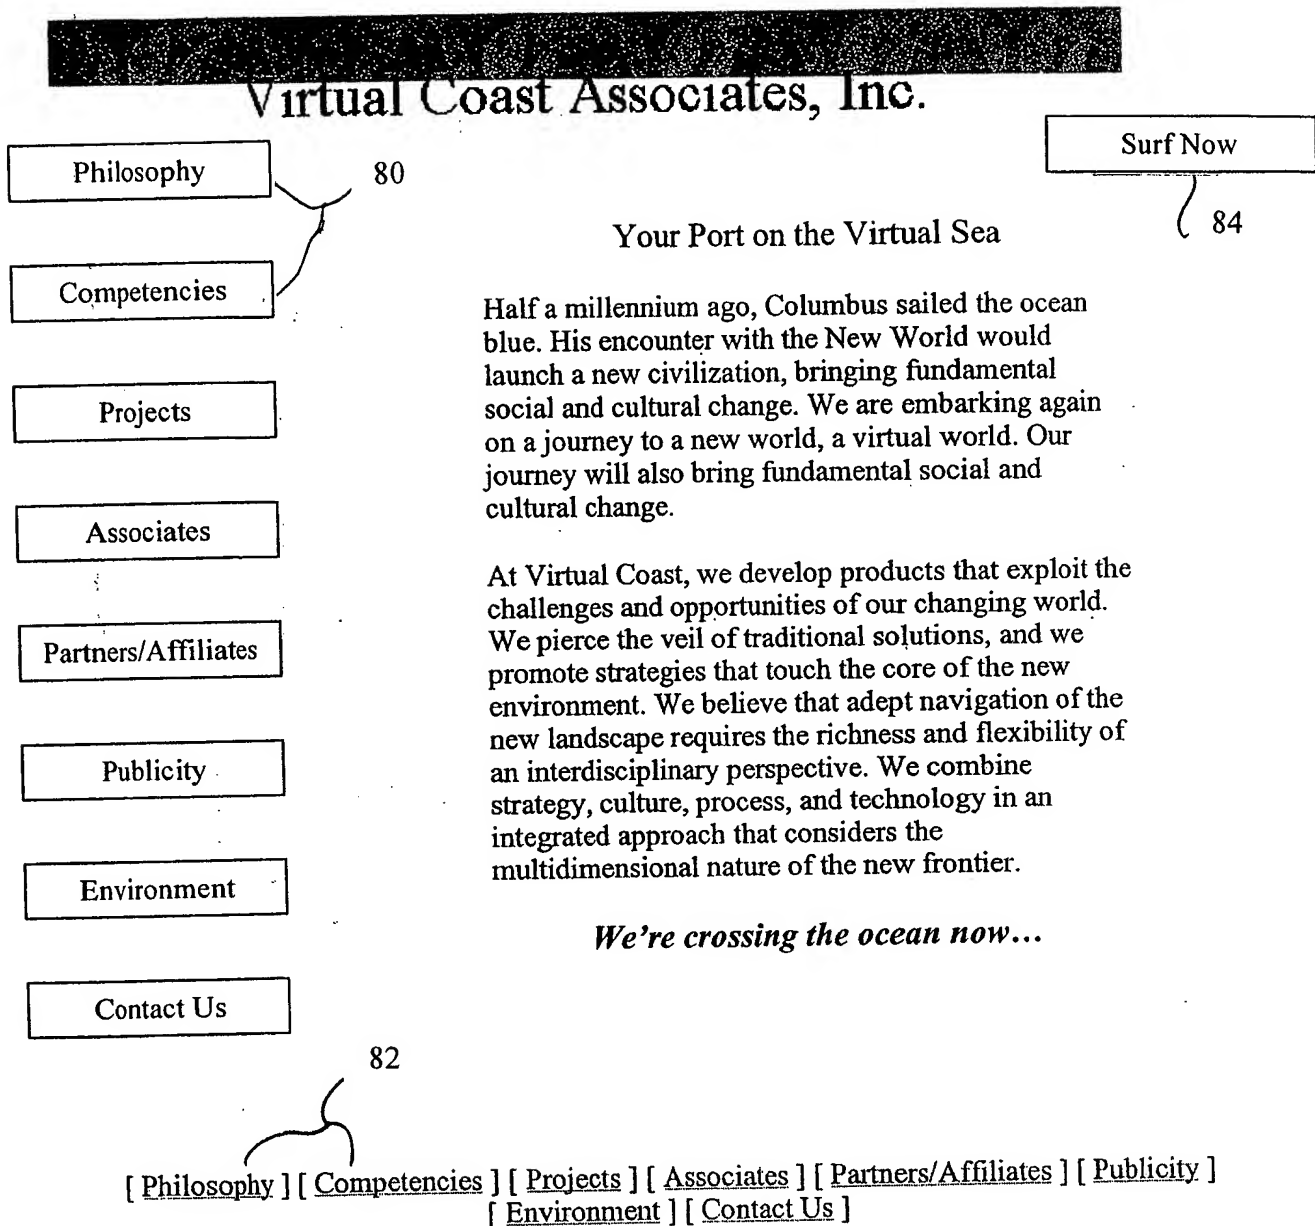 Virtual Coast Associates, Inc.
Philosophy
80
Surf Now
84
Competencies
Projects
Associates
Partners/Affiliates
Publicity
Environment
Contact Us
Your Port on the Virtual Sea
Half a millennium ago, Columbus sailed the ocean
blue. His encounter with the New World would
launch a new civilization, bringing fundamental
social and cultural change. We are embarking again
on a journey to a new world, a virtual world. Our
journey will also bring fundamental social and
cultural change.
At Virtual Coast, we develop products that exploit the
challenges and opportunities of our changing world.
We pierce the veil of traditional solutions, and we
promote strategies that touch the core of the new
environment. We believe that adept navigation of the
new landscape requires the richness and flexibility of
an interdisciplinary perspective. We combine
strategy, culture, process, and technology in an
integrated approach that considers the
multidimensional nature of the new frontier.
We're crossing the ocean now...
82
[ Philosophy ] [ Competencies ] [ Projects ] [ Associates ] [ Partners/Affiliates ] [ Publicity ]
[ Environment ] [ Contact Us ]